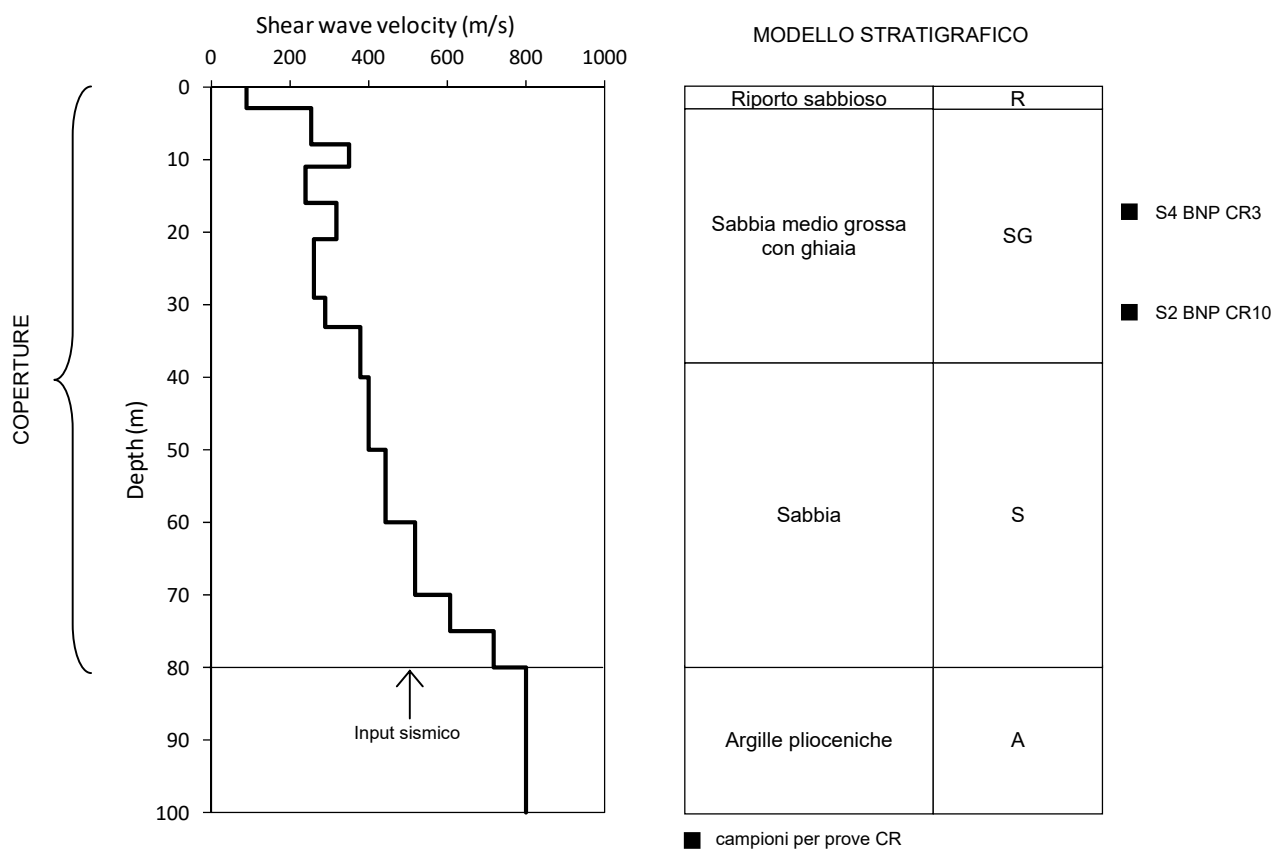 Shear wave velocity (m/s)
0 200 400 600 800 1000
0
10
20
30
40
50
60
70
80
90
100
Depth (m)
COPERTURE
Input sismico
MODELLO STRATIGRAFICO
Riporto sabbioso R
Sabbia medio grossa
con ghiaia
SG
Sabbia S
Argille plioceniche A
S4 BNP CR3
S2 BNP CR10
campioni per prove CR